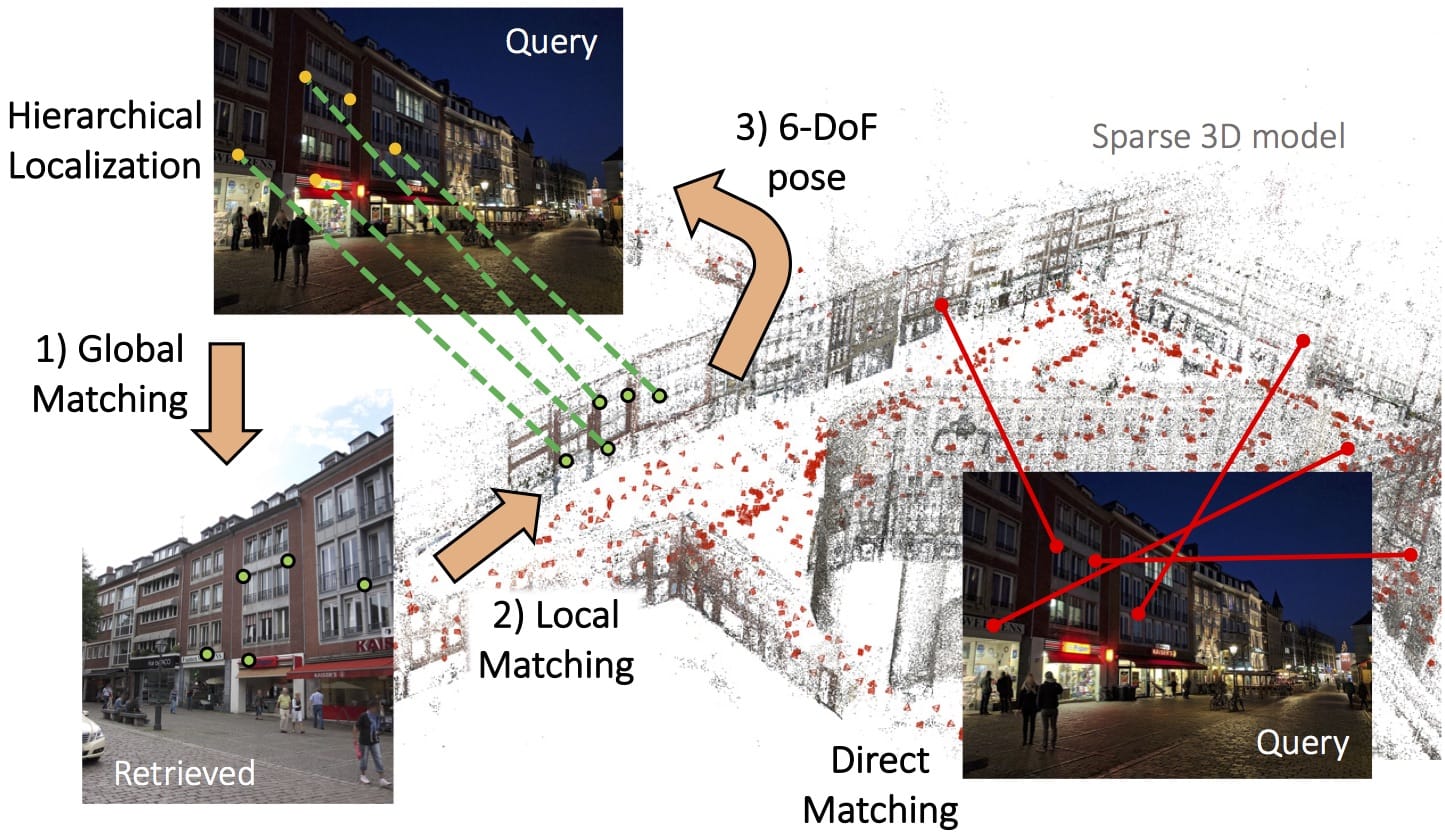 Query
Hierarchical
Localization
3) 6-DoF
pose
Sparse 3D model
1) Global
Matching
2) Local
Matching
KAISER'S
Retrieved
Direct
Matching
Query